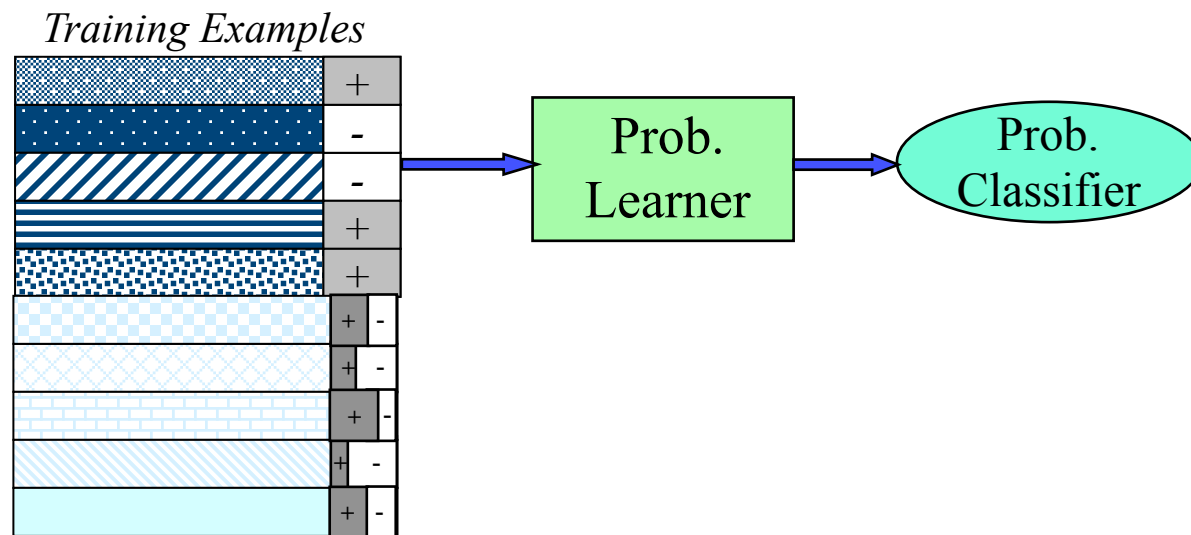 Training Examples
+
-
-
+
+
+ -
+ -
+ -
+ -
+ -
Prob.
Learner
Prob.
Classifier